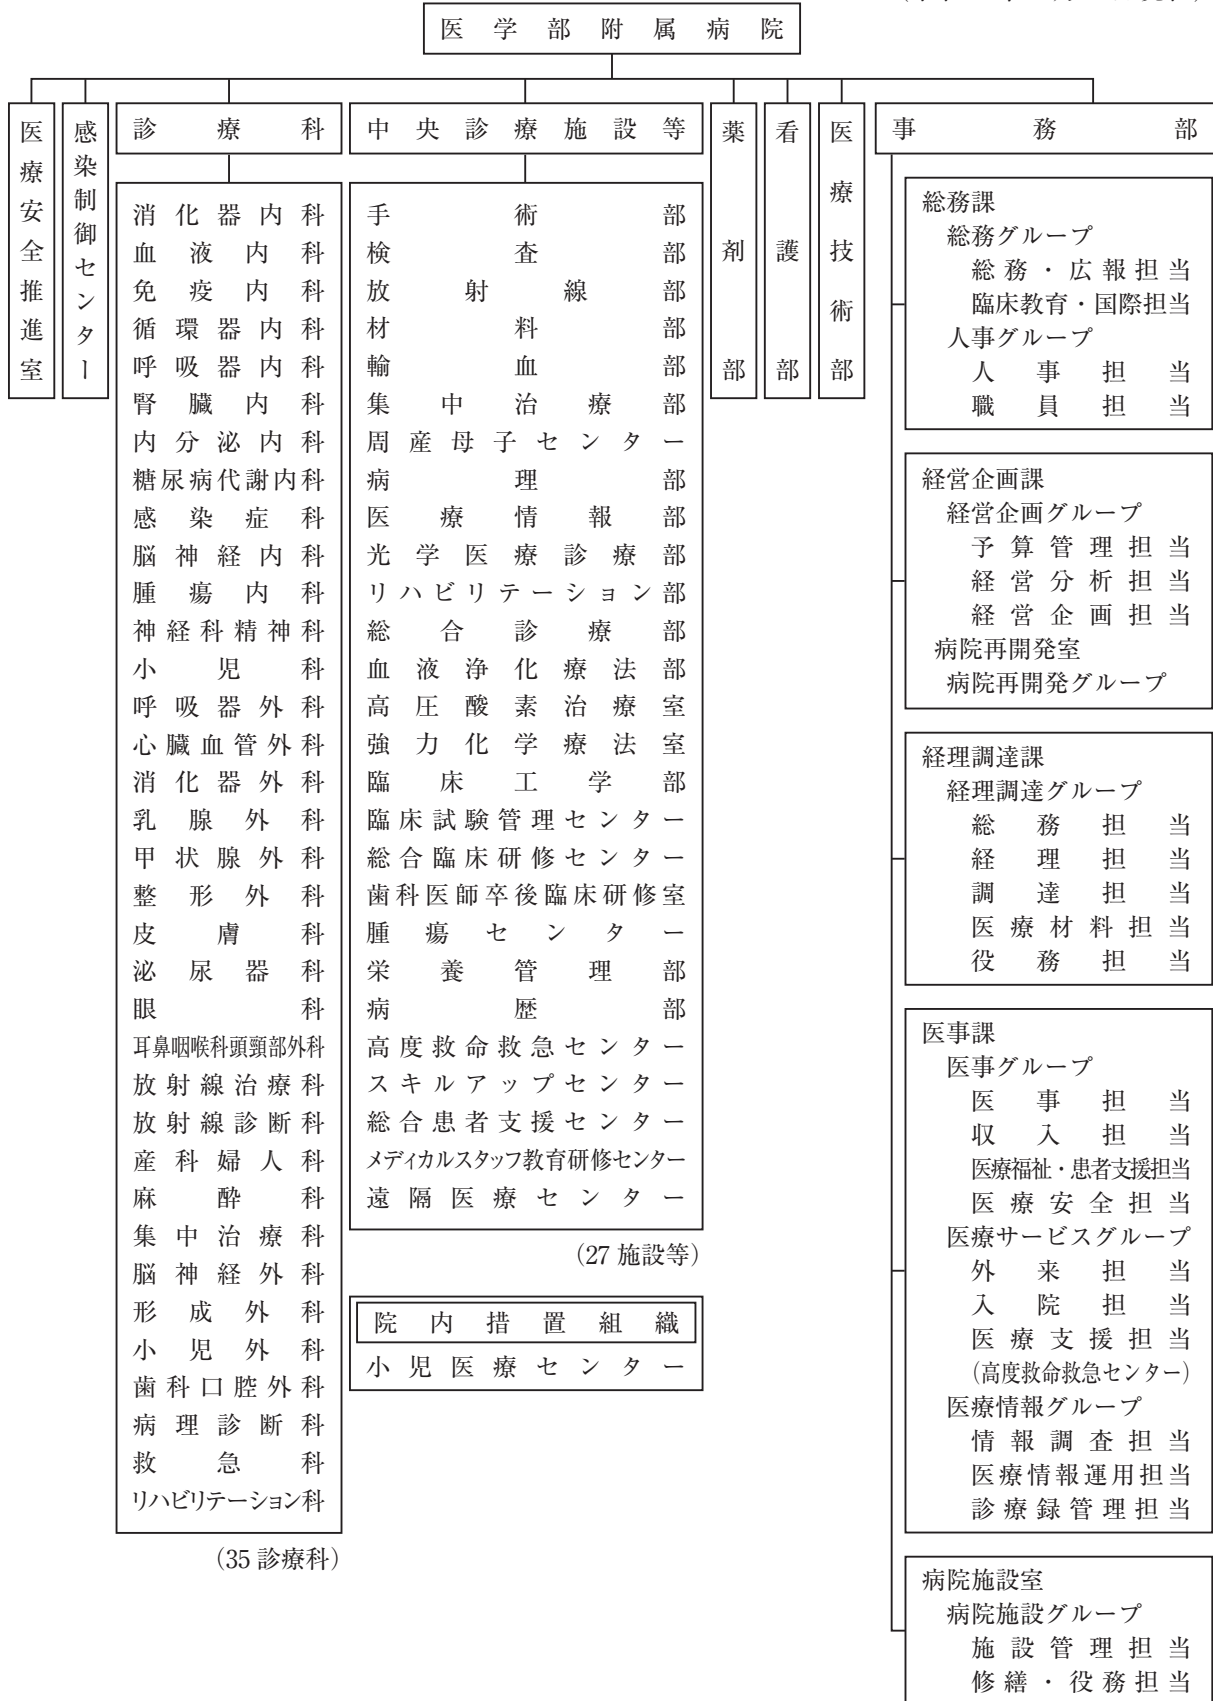 医学部附属病院
医療安全推進室
感染制御センター
診療科
消化器内科
血液内科
免疫内科
循環器内科
呼吸器内科
腎臓内科
内分泌内科
糖尿病代謝内科
感染症科
脳神経内科
腫瘍内科
神経科精神科
小児科
呼吸器外科
心臓血管外科
消化器外科
乳腺外科
甲状腺外科
整形外科
皮膚科
泌尿器科
眼科
耳鼻咽喉科頭頸部外科
放射線治療科
放射線診断科
産科婦人科
麻酔科
集中治療科
脳神経外科
形成外科
小児外科
歯科口腔外科
病理診断科
救急科
リハビリテーション科
(35 診療科)
中央診療施設等
手術部
検査部
放射線部
材料部
輸血部
集中治療部
周産母子センター
病理部
医療情報部
光学医療診療部
リハビリテーション部
総合診療部
血液浄化療法部
高圧酸素治療室
強力化学療法室
臨床工学部
臨床試験管理センター
総合臨床研修センター
歯科医師卒後臨床研修室
腫瘍センター
栄養管理部
病歴部
高度救命救急センター
スキルアップセンター
総合患者支援センター
メディカルスタッフ教育研修センター
遠隔医療センター
(27 施設等)
院内措置組織
小児医療センター
薬剤部
看護部
医療技術部
事務部
総務課
総務グループ
総務・広報担当
臨床教育・国際担当
人事グループ
人事担当
職員担当
経営企画課
経営企画グループ
予算管理担当
経営分析担当
経営企画担当
病院再開発室
病院再開発グループ
経理調達課
経理調達グループ
総務担当
経理担当
調達担当
医療材料担当
役務担当
医事課
医事グループ
医事担当
収入担当
医療福祉・患者支援担当
医療安全担当
医療サービスグループ
外来担当
入院担当
医療支援担当
(高度救命救急センター)
医療情報グループ
情報調査担当
医療情報運用担当
診療録管理担当
病院施設室
病院施設グループ
施設管理担当
修繕・役務担当